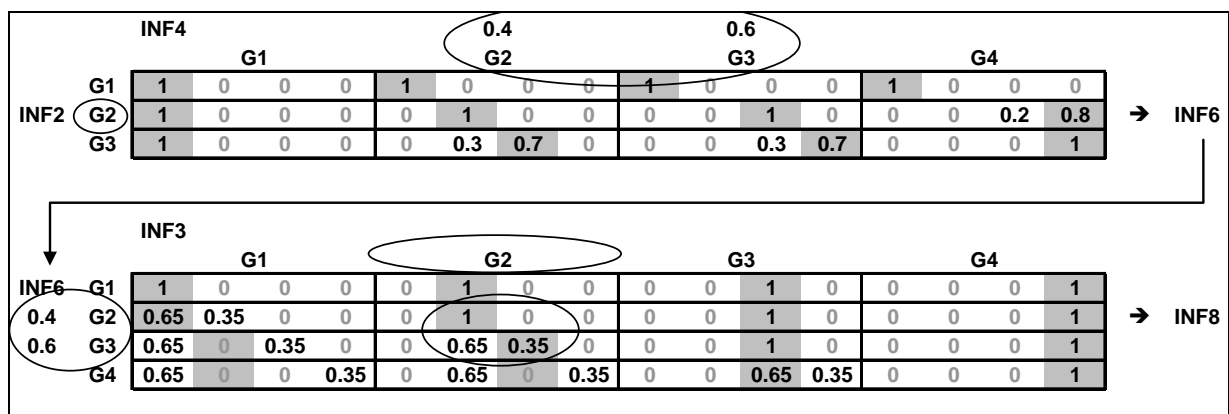 INF4 0.4 0.6
G1 G2 G3 G4
G1 1 0 0 0 1 0 0 0 1 0 0 0 1 0 0 0
INF2 G2 1 0 0 0 0 1 0 0 0 1 0 0 0 0 0.2 0.8 ➔ INF6
G3 1 0 0 0 0 0.3 0.7 0 0 0 0.3 0.7 0 0 0 1
INF3
G1 G2 G3 G4
INF6 G1 1 0 0 0 0 1 0 0 0 0 1 0 0 0 0 1
0.4 G2 0.65 0.35 0 0 0 1 0 0 0 0 1 0 0 0 0 1 ➔ INF8
0.6 G3 0.65 0 0.35 0 0 0.65 0.35 0 0 0 1 0 0 0 0 1
G4 0.65 0 0 0.35 0 0.65 0 0.35 0 0 0.65 0.35 0 0 0 1